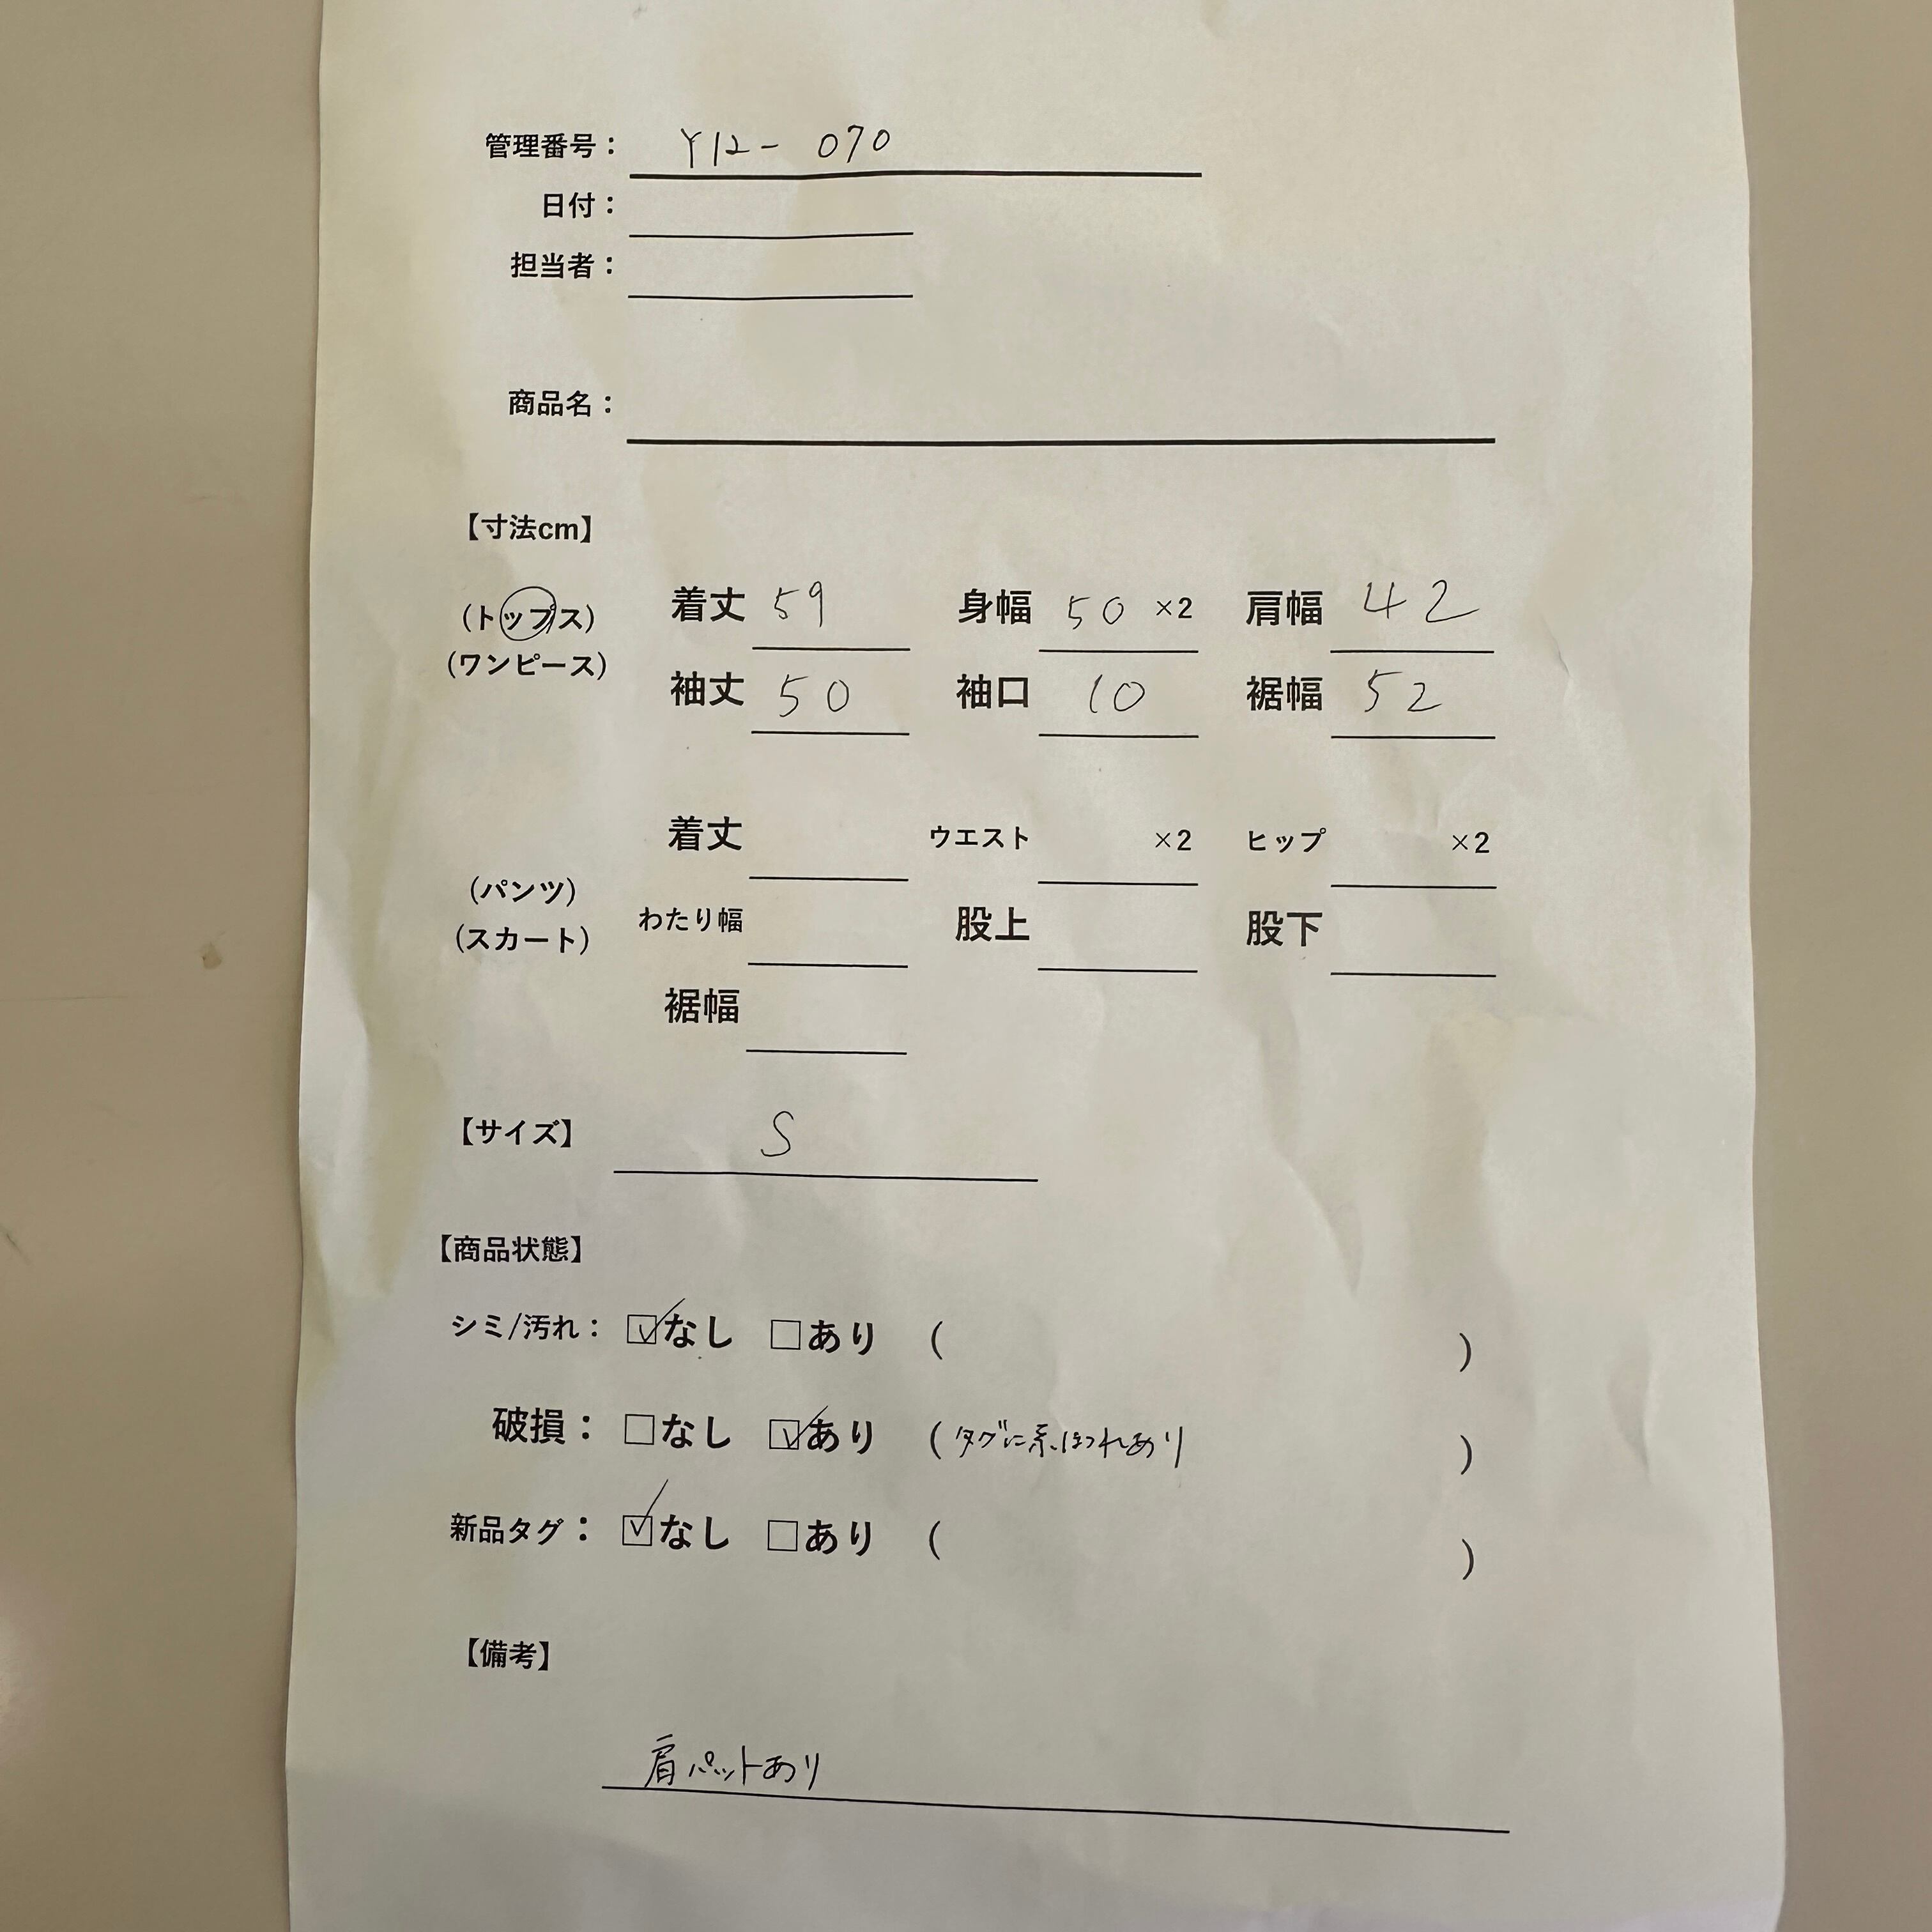 管理番号： Y12- 070
日付：
担当者：
商品名：
【寸法cm】
(トップス) 着丈 59 身幅 50 ×2 肩幅 42
(ワンピース) 袖丈 50 袖口 10 裾幅 52
着丈 ウエスト ×2 ヒップ ×2
(パンツ)
(スカート) わたり幅 股上 股下
裾幅
【サイズ】 S
【商品状態】
シミ/汚れ： ☑なし □あり ( )
破損： □なし ☑あり (タグに糸ほつれあり )
新品タグ： ☑なし □あり ( )
【備考】
肩パットあり